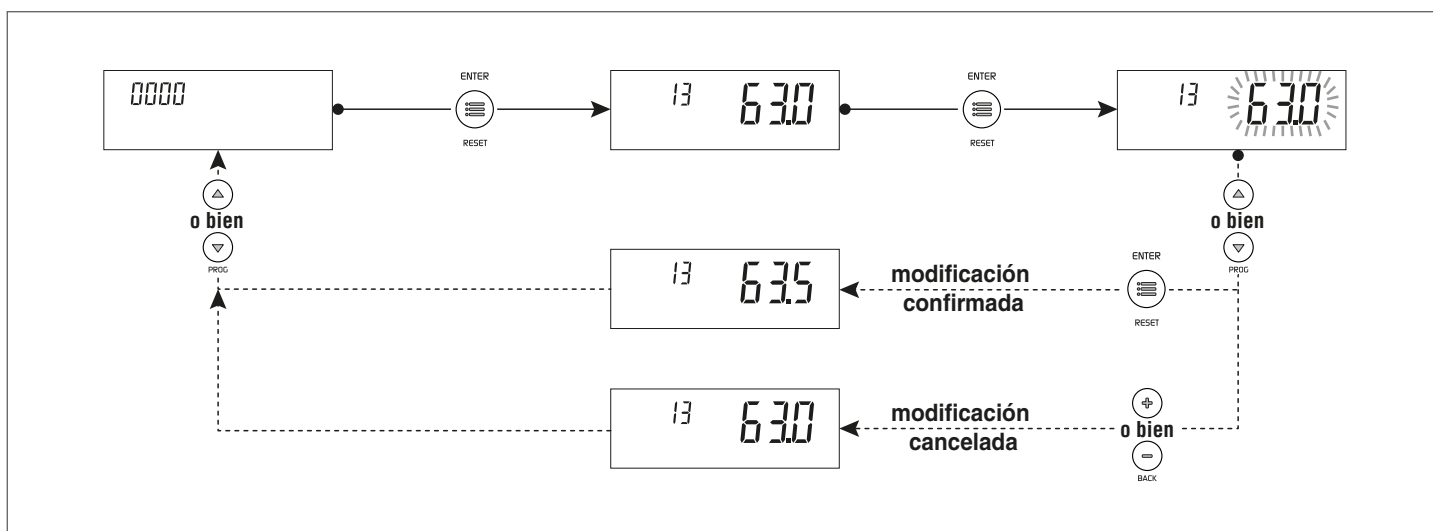 0000
ENTER
RESET
13 63.0
ENTER
RESET
13 63.0
o bien
PROG
o bien
PROG
13 63.5
modificación
confirmada
ENTER
RESET
13 63.0
modificación
cancelada
o bien
BACK